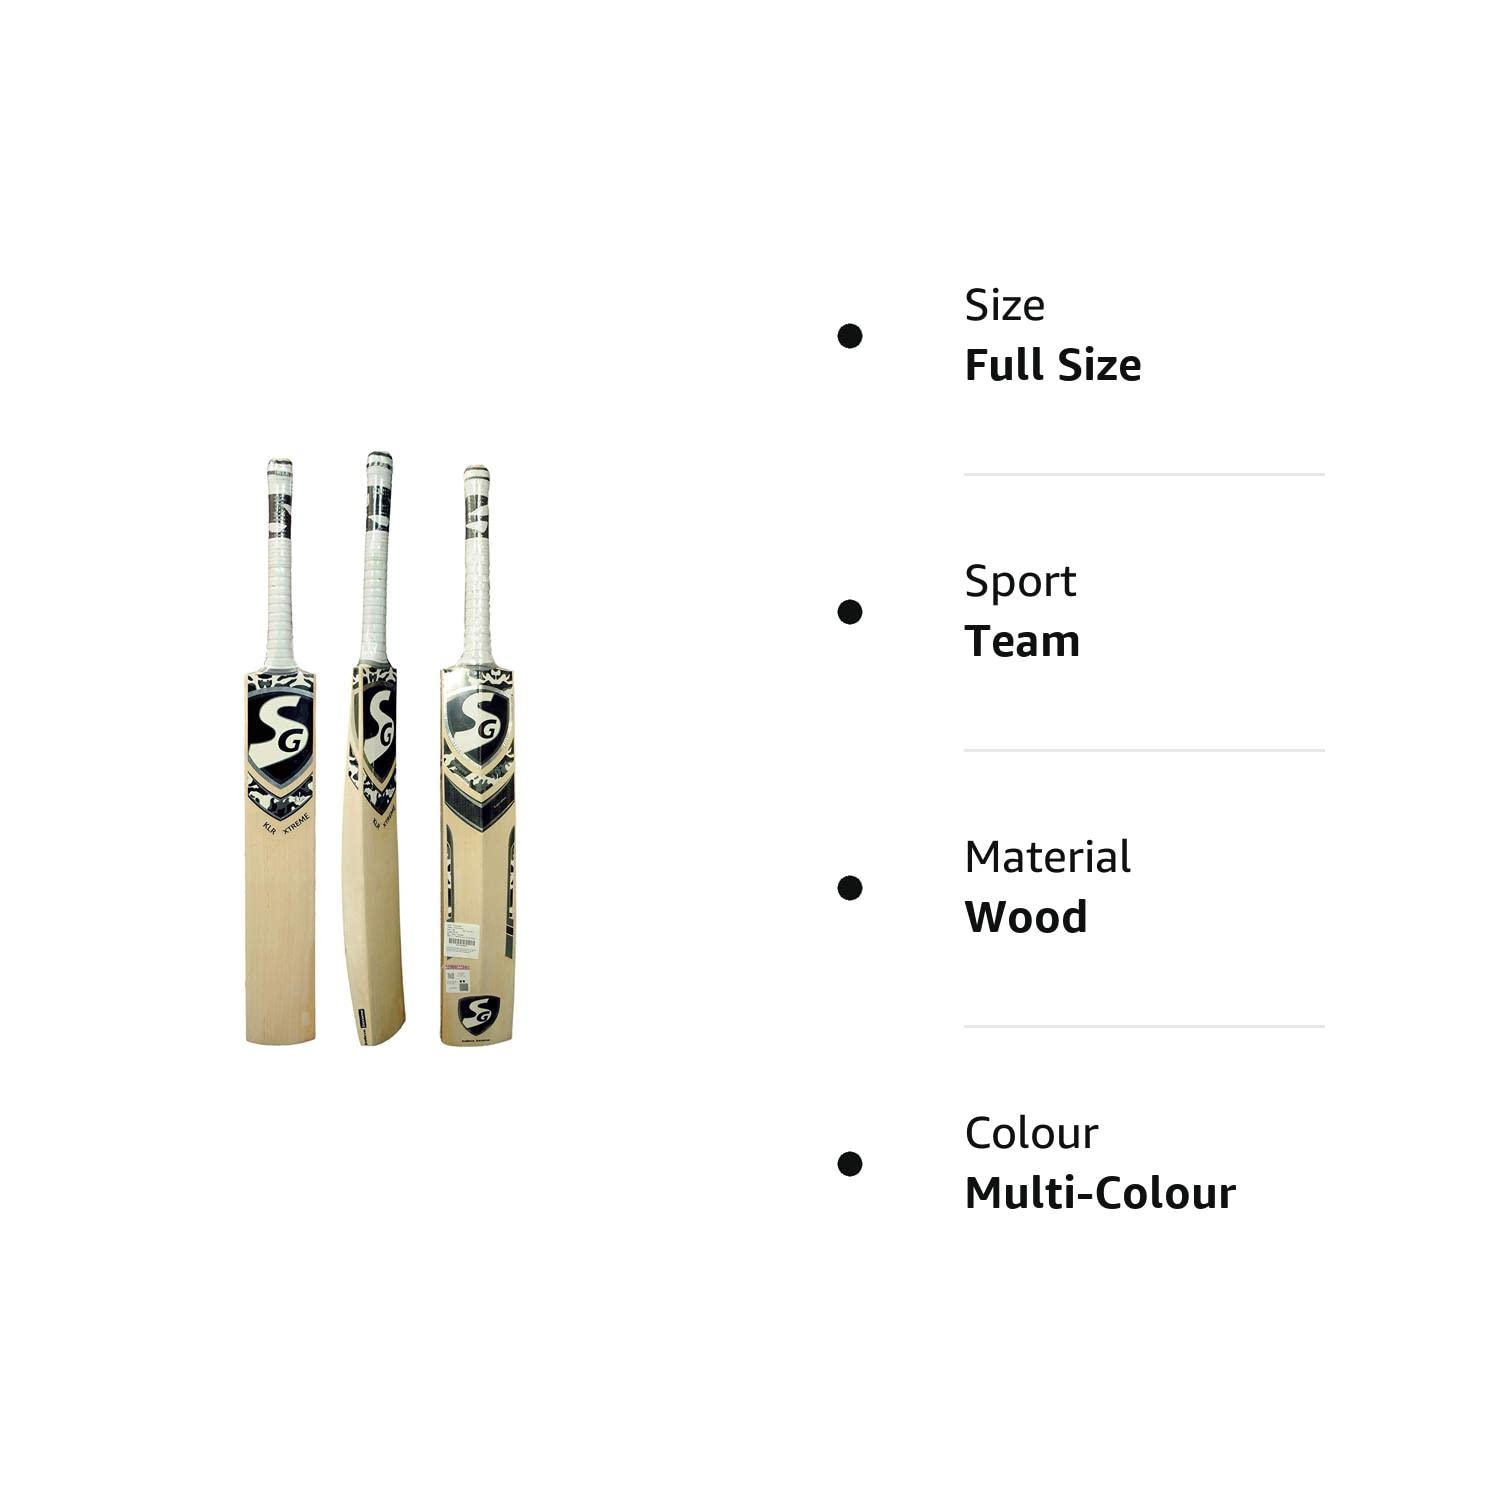 SG
KLR XTREME
SG
KLR XTREME
SG
SG
Size
Full Size
Sport
Team
Material
Wood
Colour
Multi-Colour